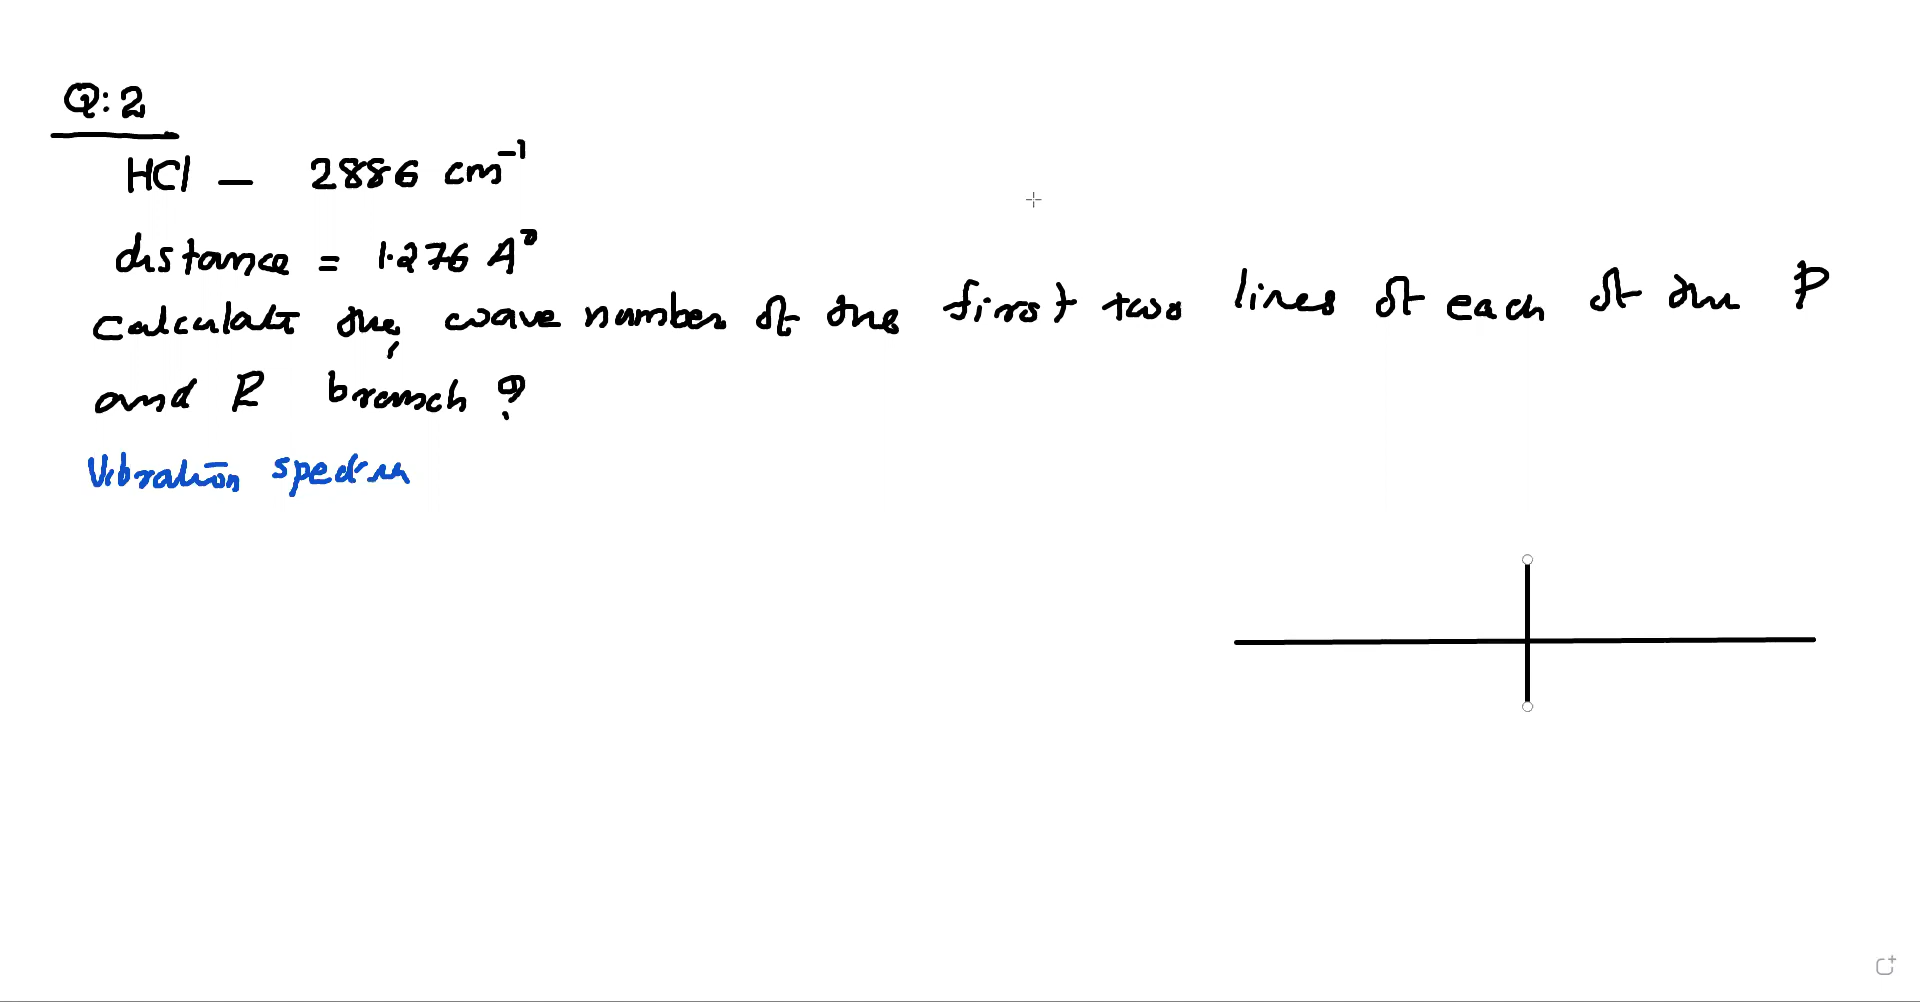 Q:2
HCl – 2886 cm⁻¹
distance = 1.276 A°
calculate the, wave number of the first two lines of each of the P
and R branch ?
Vibration spectra